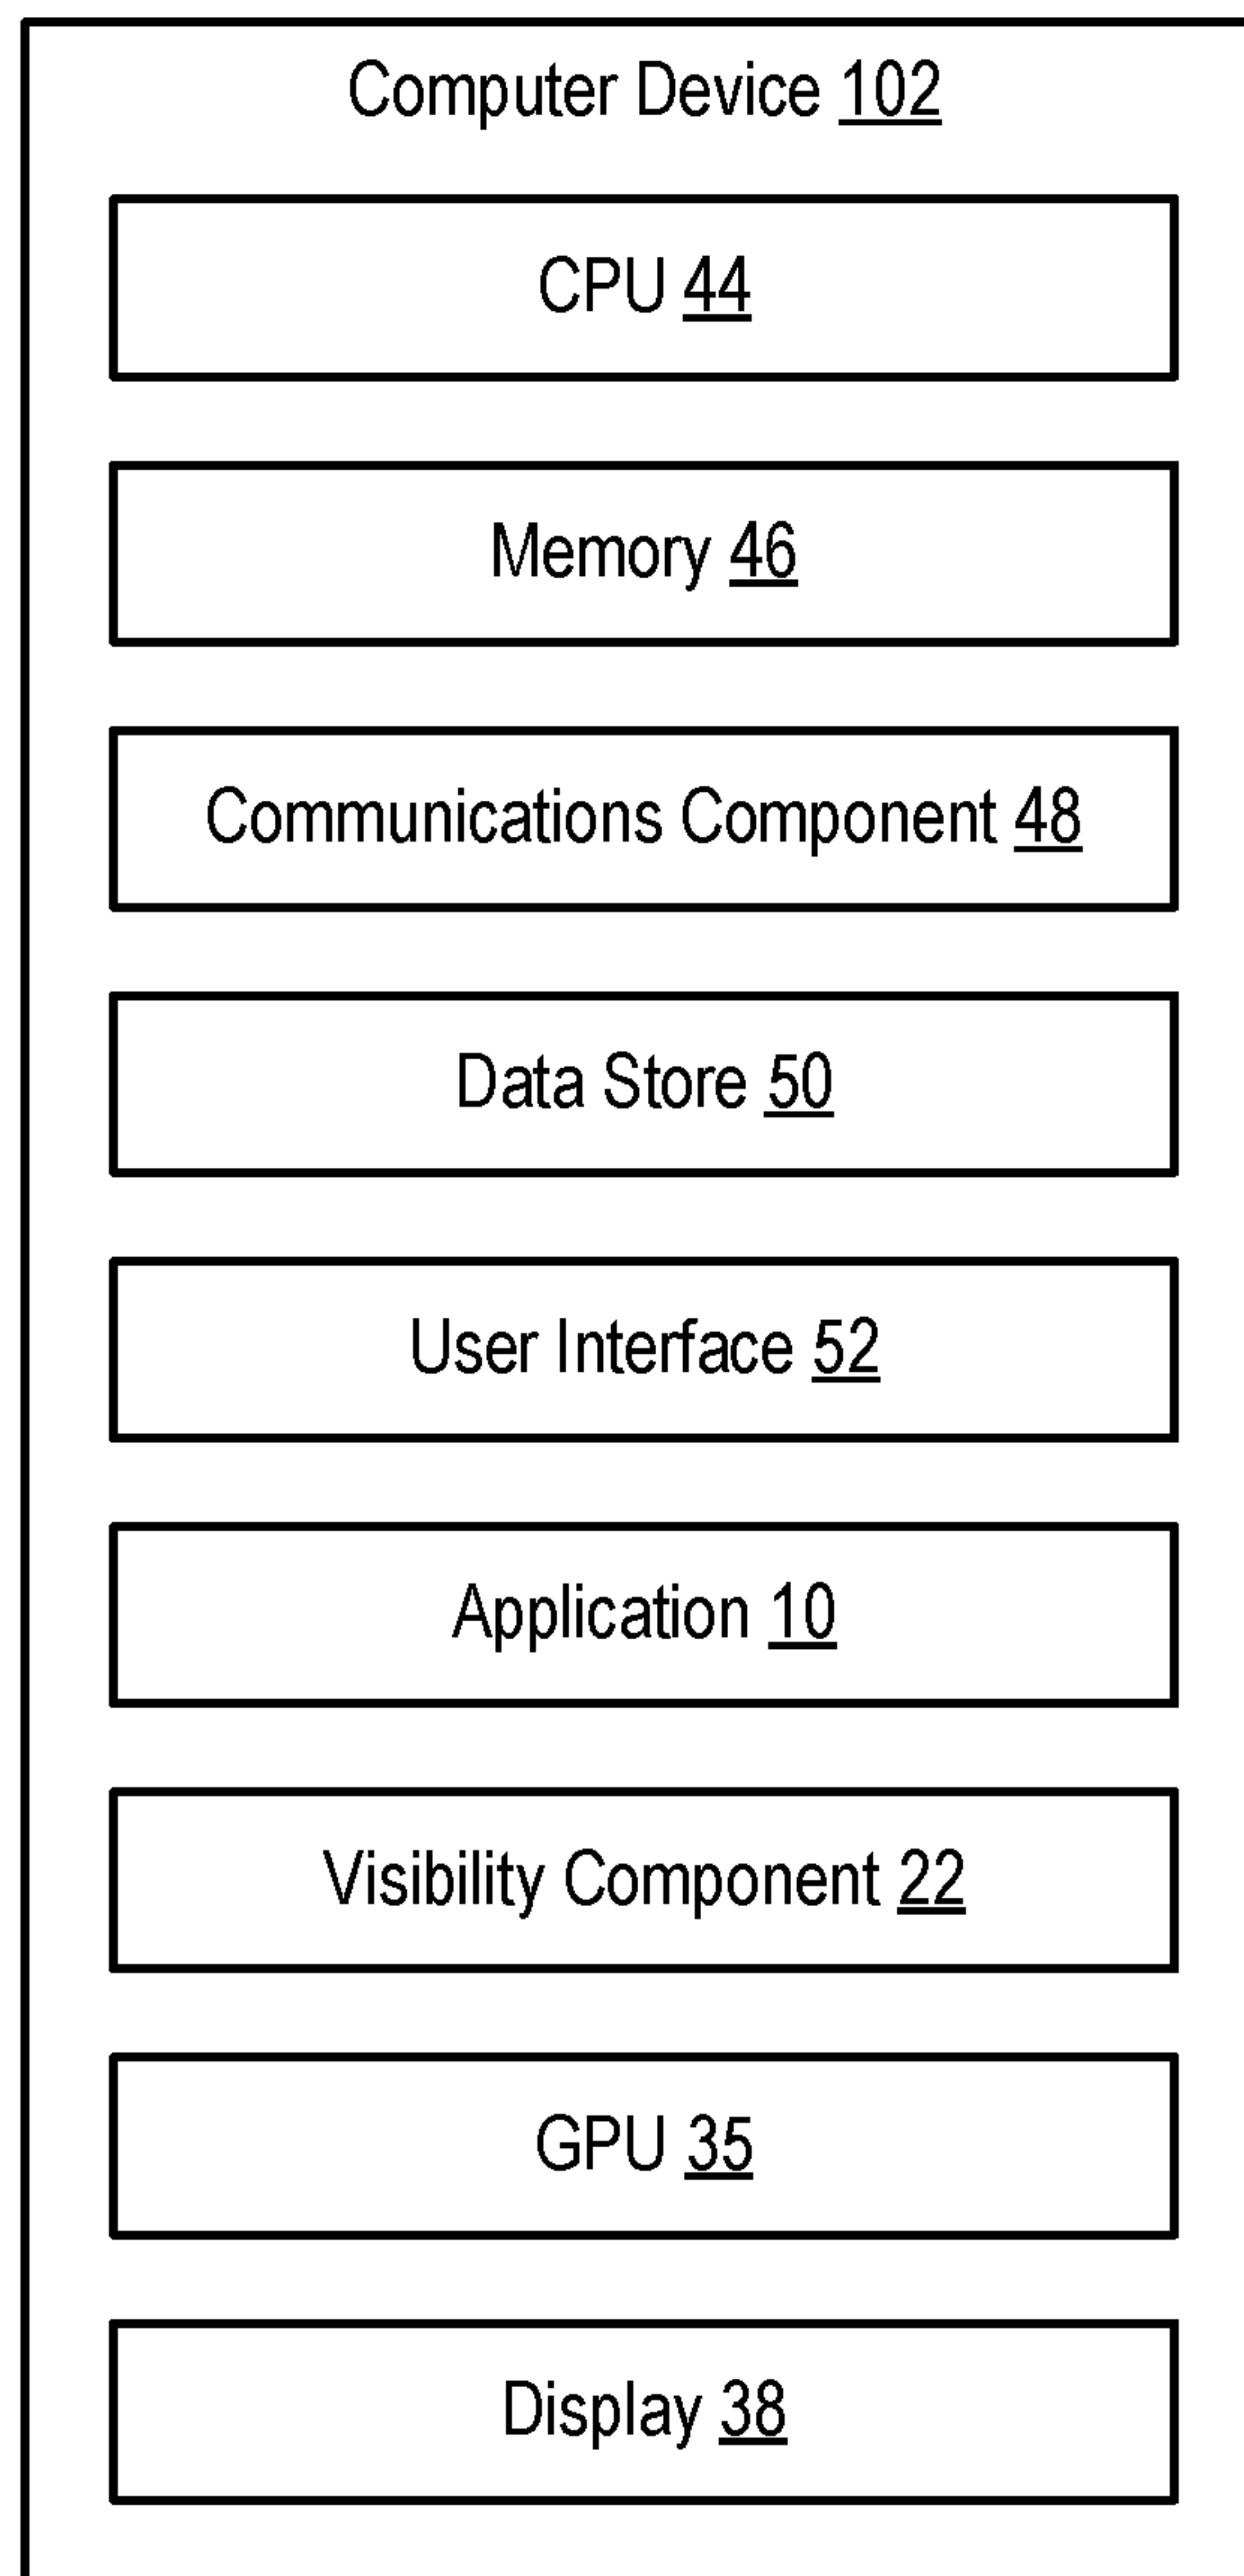 Computer Device 102
CPU 44
Memory 46
Communications Component 48
Data Store 50
User Interface 52
Application 10
Visibility Component 22
GPU 35
Display 38